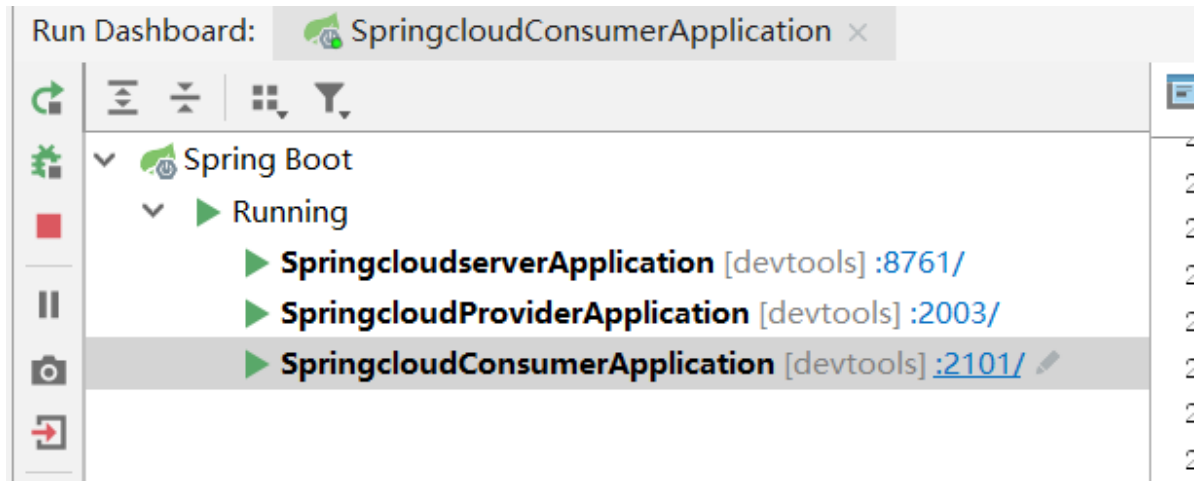 Run Dashboard: SpringcloudConsumerApplication
Spring Boot
Running
SpringcloudserverApplication [devtools] :8761/
SpringcloudProviderApplication [devtools] :2003/
SpringcloudConsumerApplication [devtools] :2101/